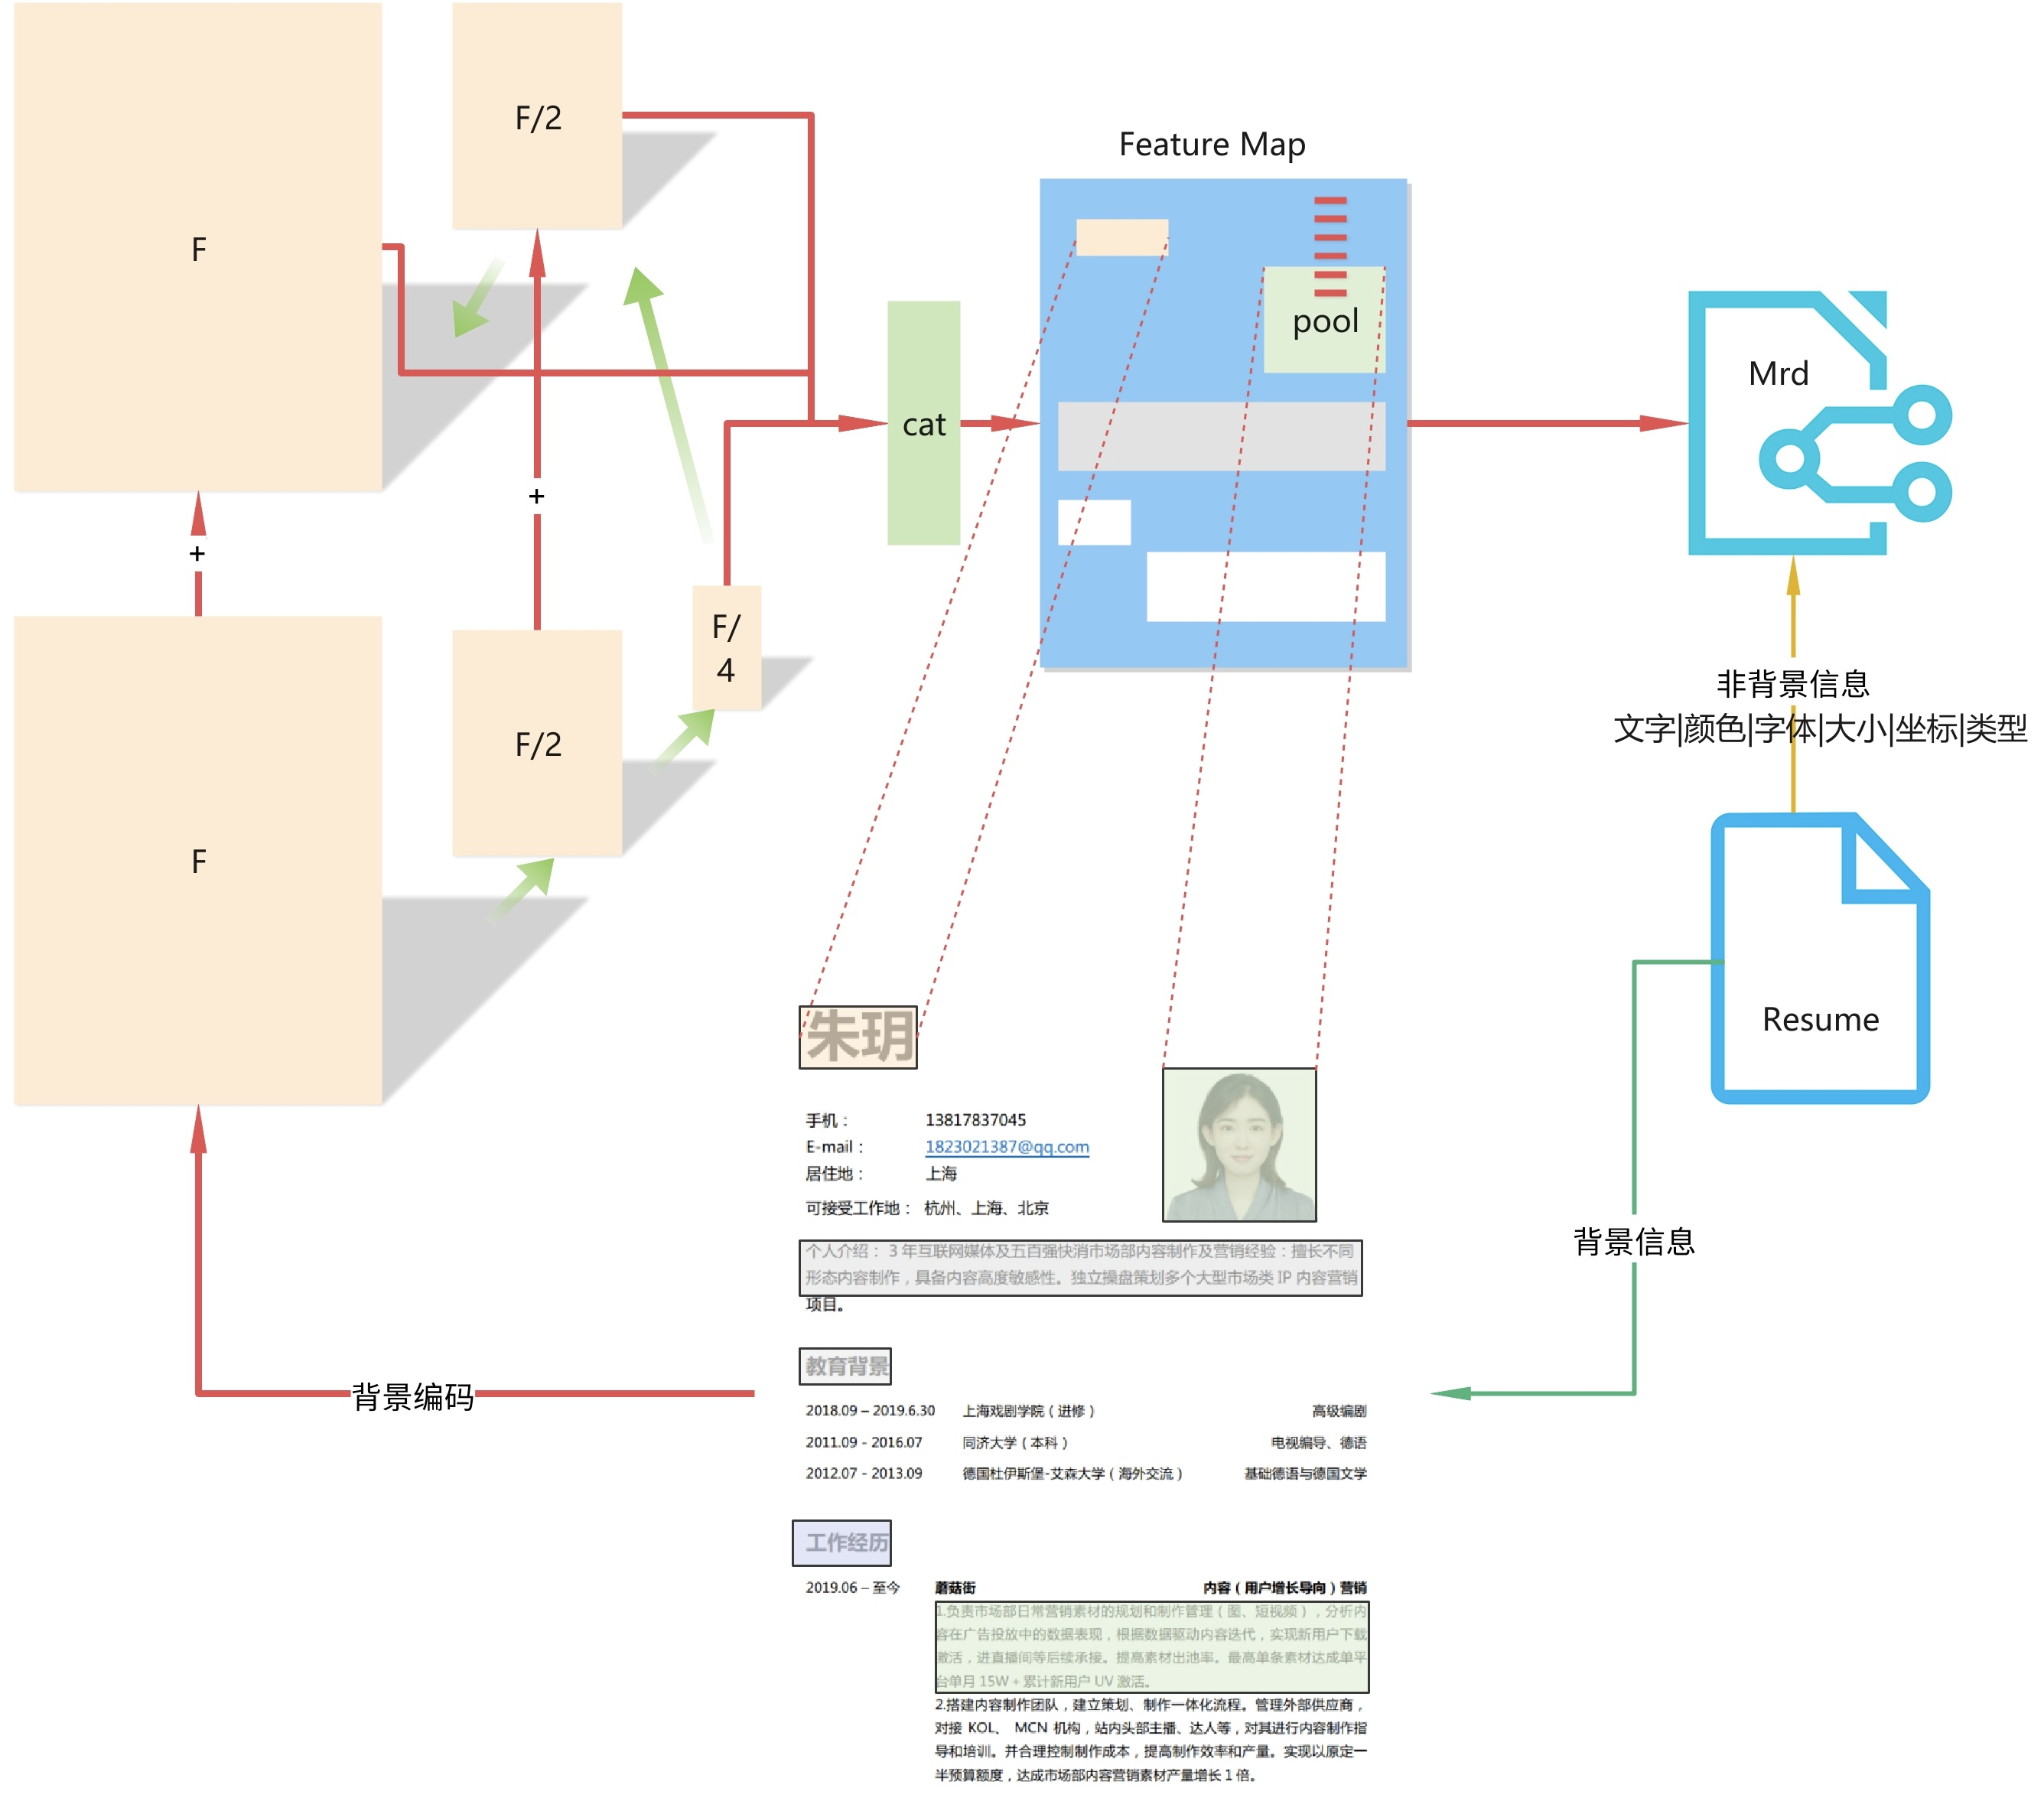 F
F/2
Feature Map
pool
cat
Mrd
+
+
F/
4
F/2
F
非背景信息
文字|颜色|字体|大小|坐标|类型
Resume
背景信息
背景编码
朱玥
手机： 13817837045
E-mail： 1823021387@qq.com
居住地： 上海
可接受工作地： 杭州、上海、北京
个人介绍：3年互联网媒体及五百强快消市场部内容制作及营销经验：擅长不同
形态内容制作，具备内容高度敏感性。独立操盘策划多个大型市场类 IP 内容营销
项目。
教育背景
2018.09 – 2019.6.30 上海戏剧学院（进修） 高级编剧
2011.09 - 2016.07 同济大学（本科） 电视编导、德语
2012.07 - 2013.09 德国杜伊斯堡-艾森大学（海外交流） 基础德语与德国文学
工作经历
2019.06 – 至今 蘑菇街 内容（用户增长导向）营销
1.负责市场部日常营销素材的规划和制作管理（图、短视频），分析内
容在广告投放中的数据表现，根据数据驱动内容迭代，实现新用户下载
激活，进直播间等后续承接。提高素材出池率。最高单条素材达成单平
台单月 15W + 累计新用户 UV 激活。
2.搭建内容制作团队，建立策划、制作一体化流程。管理外部供应商，
对接 KOL、 MCN 机构，站内头部主播、达人等，对其进行内容制作指
导和培训。并合理控制制作成本，提高制作效率和产量。实现以原定一
半预算额度，达成市场部内容营销素材产量增长 1 倍。